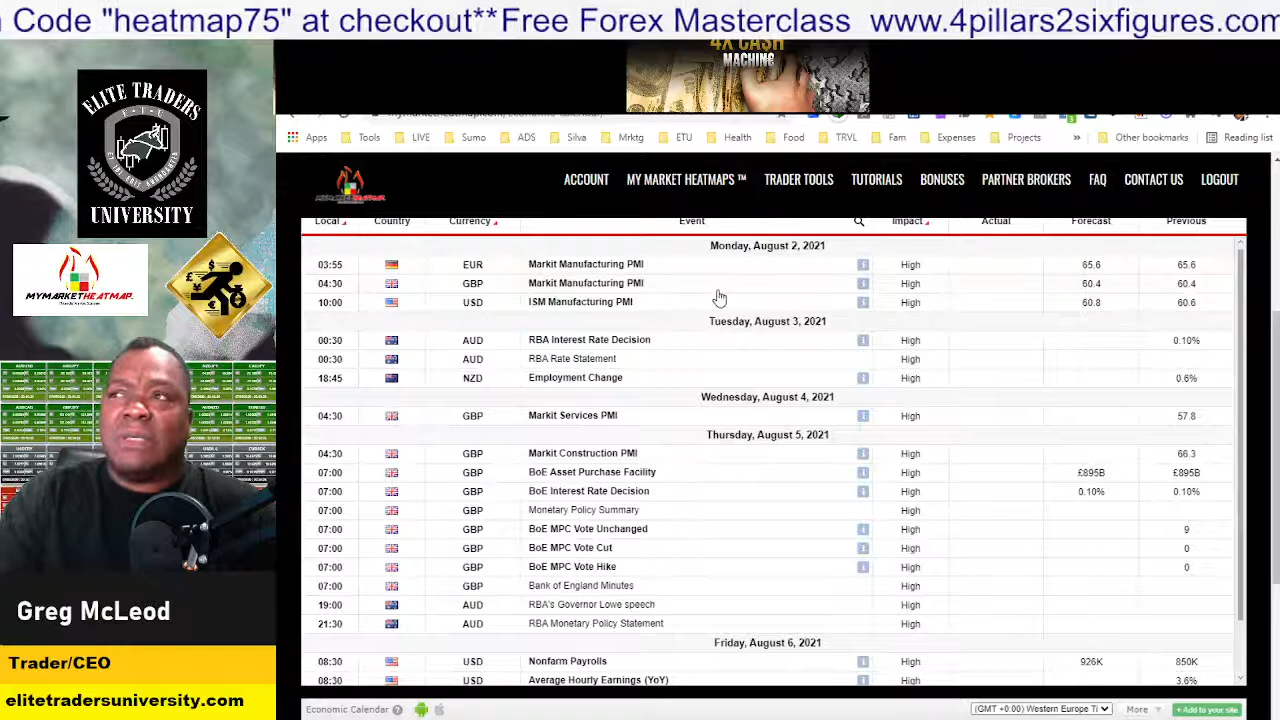 Code "heatmap75" at checkout**Free Forex Masterclass www.4pillars2sixfigures.com
4X CASH
MACHINE
ELITE TRADERS
E·T·C
UNIVERSITY
MYMARKETHEATMAP.
Apps Tools LIVE Sumo ADS Silva Mrktg ETU Health Food TRVL Fam Expenses Projects » Other bookmarks Reading list
MYMARKETHEATMAP
ACCOUNT MY MARKET HEATMAPS ™ TRADER TOOLS TUTORIALS BONUSES PARTNER BROKERS FAQ CONTACT US LOGOUT
Local Country Currency Event Impact Actual Forecast Previous
Monday, August 2, 2021
03:55 EUR Markit Manufacturing PMI High 65.6 65.6
04:30 GBP Markit Manufacturing PMI High 60.4 60.4
10:00 USD ISM Manufacturing PMI High 60.8 60.6
Tuesday, August 3, 2021
00:30 AUD RBA Interest Rate Decision High 0.10%
00:30 AUD RBA Rate Statement High
18:45 NZD Employment Change High 0.6%
Wednesday, August 4, 2021
04:30 GBP Markit Services PMI High 57.8
Thursday, August 5, 2021
04:30 GBP Markit Construction PMI High 66.3
07:00 GBP BoE Asset Purchase Facility High £895B £895B
07:00 GBP BoE Interest Rate Decision High 0.10% 0.10%
07:00 GBP Monetary Policy Summary High
07:00 GBP BoE MPC Vote Unchanged High 9
07:00 GBP BoE MPC Vote Cut High 0
07:00 GBP BoE MPC Vote Hike High 0
07:00 GBP Bank of England Minutes High
19:00 AUD RBA's Governor Lowe speech High
21:30 AUD RBA Monetary Policy Statement High
Friday, August 6, 2021
08:30 USD Nonfarm Payrolls High 926K 850K
08:30 USD Average Hourly Earnings (YoY) High 3.6%
Economic Calendar (GMT +0:00) Western Europe Ti More + Add to your site
Greg McLeod
Trader/CEO
elitetradersuniversity.com